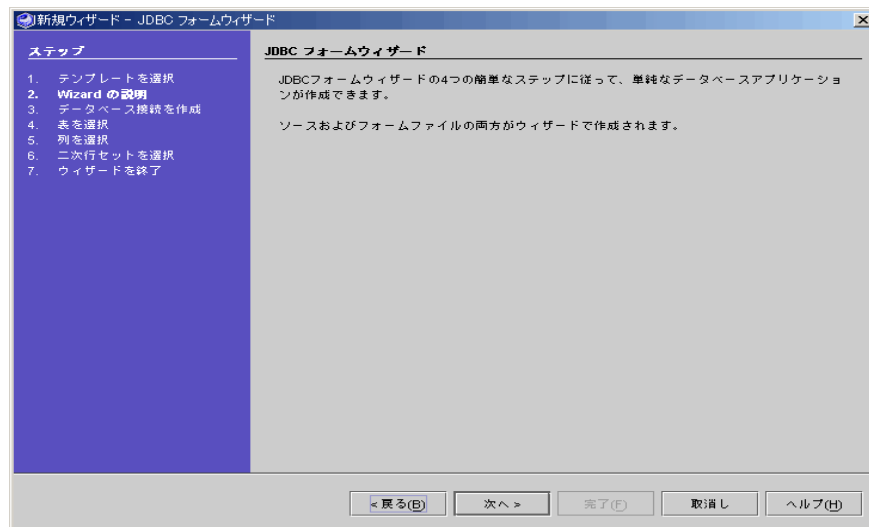 新規ウィザード - JDBC フォームウィザード
ステップ
1. テンプレートを選択
2. Wizard の説明
3. データベース接続を作成
4. 表を選択
5. 列を選択
6. 二次行セットを選択
7. ウィザードを終了
JDBC フォームウィザード
JDBCフォームウィザードの4つの簡単なステップに従って、単純なデータベースアプリケーショ
ンが作成できます。
ソースおよびフォームファイルの両方がウィザードで作成されます。
< 戻る(B)
次へ >
完了(F)
取消し
ヘルプ(H)